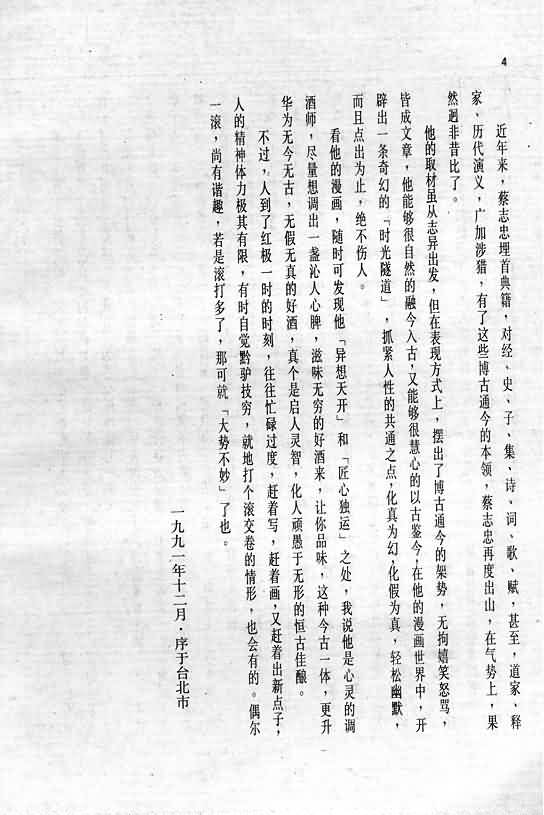 4
近年来，蔡志忠埋首典籍，对经、史、子、集、诗、词、歌、赋，甚至，道家，释
家、历代演义，广加涉猎，有了这些博古通今的本领，蔡志忠再度出山，在气势上，果
然迥非昔比了。
他的取材虽从志异出发，但在表现方式上，摆出了博古通今的架势，无拘嬉笑怒骂，
皆成文章，他能够很自然的融今入古，又能够很慧心的以古鉴今，在他的漫画世界中，开
辟出一条奇幻的「时光隧道」，抓紧人性的共通之点，化真为幻，化假为真，轻松幽默，
而且点出为止，绝不伤人。
看他的漫画，随时可发现他「异想天开」和「匠心独运」之处，我说他是心灵的调
酒师，尽量想调出一盏沁人心脾，滋味无穷的好酒来，让你品味，这种今古一体，更升
华为无今无古，无假无真的好酒，真个是启人灵智，化人顽愚于无形的恒古佳酿。
不过，人到了红极一时的时刻，往往忙碌过度，赶着写，赶着画，又赶着出新点子，
人的精神体力极其有限，有时自觉黔驴技穷，就地打个滚交卷的情形，也会有的。偶尔
一滚，尚有谐趣，若是滚打多了，那可就「大势不妙」了也。
一九九一年十二月·序于台北市